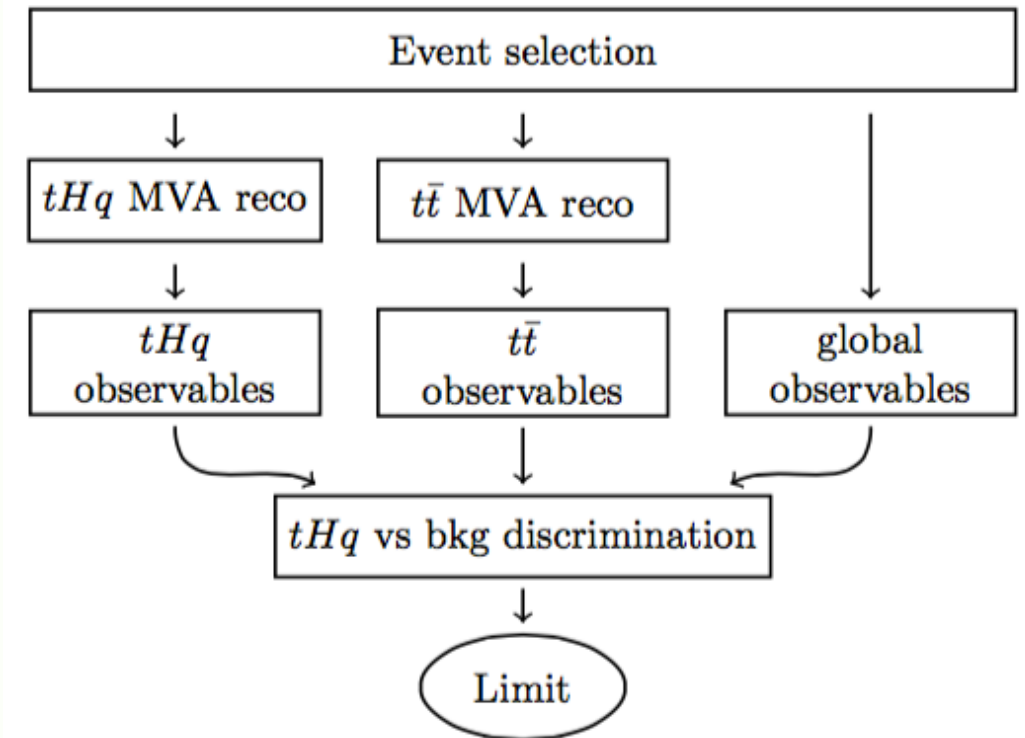 Event selection
tHq MVA reco
tt̄ MVA reco
tHq
observables
tt̄
observables
global
observables
tHq vs bkg discrimination
Limit